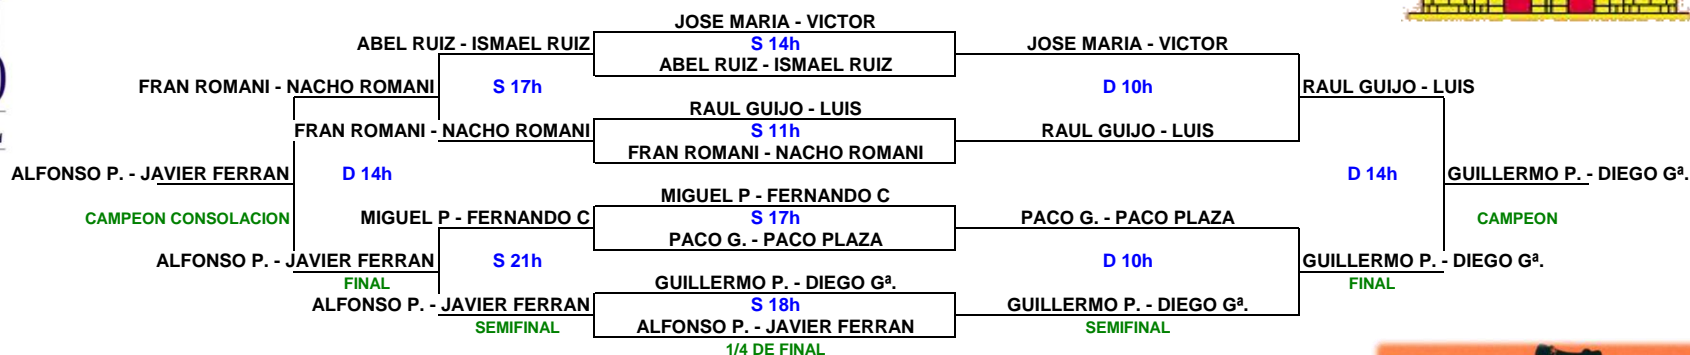 JOSE MARIA - VICTOR
ABEL RUIZ - ISMAEL RUIZ S 14h JOSE MARIA - VICTOR
ABEL RUIZ - ISMAEL RUIZ
FRAN ROMANI - NACHO ROMANI S 17h D 10h RAUL GUIJO - LUIS
RAUL GUIJO - LUIS
FRAN ROMANI - NACHO ROMANI S 11h RAUL GUIJO - LUIS
FRAN ROMANI - NACHO ROMANI
ALFONSO P. - JAVIER FERRAN D 14h D 14h GUILLERMO P. - DIEGO Gª.
MIGUEL P - FERNANDO C
CAMPEON CONSOLACION MIGUEL P - FERNANDO C S 17h PACO G. - PACO PLAZA CAMPEON
PACO G. - PACO PLAZA
ALFONSO P. - JAVIER FERRAN S 21h D 10h GUILLERMO P. - DIEGO Gª.
FINAL GUILLERMO P. - DIEGO Gª. FINAL
ALFONSO P. - JAVIER FERRAN S 18h GUILLERMO P. - DIEGO Gª.
SEMIFINAL ALFONSO P. - JAVIER FERRAN SEMIFINAL
1/4 DE FINAL